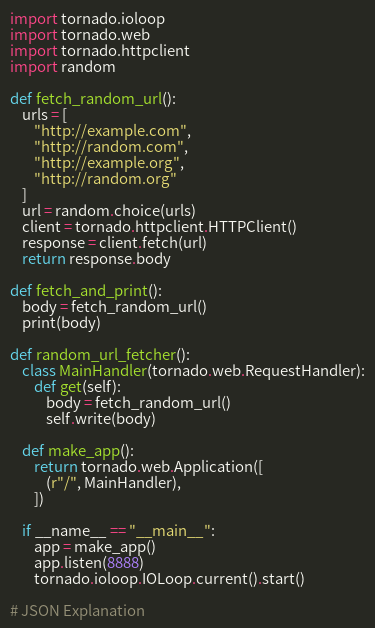 import tornado.ioloop
import tornado.web
import tornado.httpclient
import random

def fetch_random_url():
    urls = [
        "http://example.com",
        "http://random.com",
        "http://example.org",
        "http://random.org"
    ]
    url = random.choice(urls)
    client = tornado.httpclient.HTTPClient()
    response = client.fetch(url)
    return response.body

def fetch_and_print():
    body = fetch_random_url()
    print(body)

def random_url_fetcher():
    class MainHandler(tornado.web.RequestHandler):
        def get(self):
            body = fetch_random_url()
            self.write(body)

    def make_app():
        return tornado.web.Application([
            (r"/", MainHandler),
        ])

    if __name__ == "__main__":
        app = make_app()
        app.listen(8888)
        tornado.ioloop.IOLoop.current().start()

# JSON Explanation